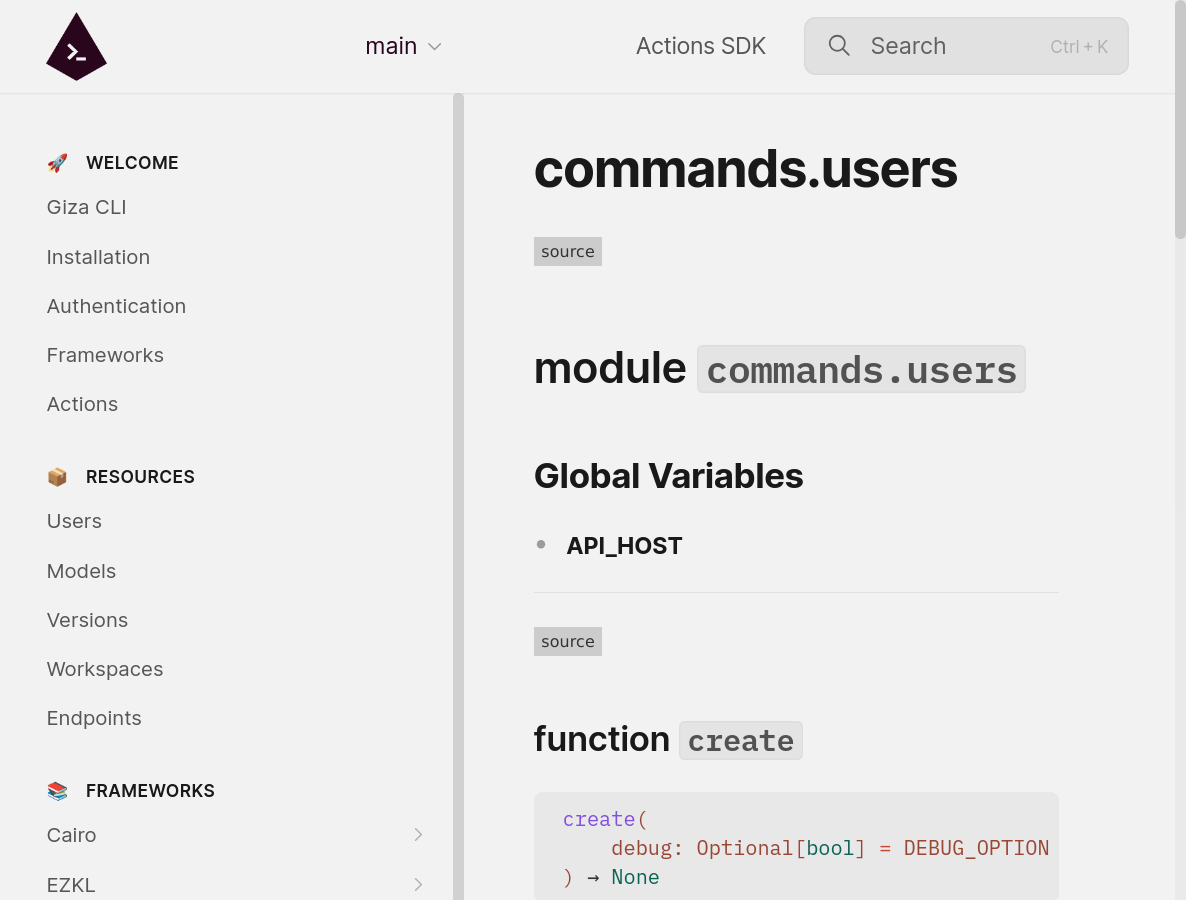 main
Actions SDK
Search
Ctrl + K
🚀 WELCOME
Giza CLI
Installation
Authentication
Frameworks
Actions
📦 RESOURCES
Users
Models
Versions
Workspaces
Endpoints
📚 FRAMEWORKS
Cairo
EZKL
commands.users
source
module commands.users
Global Variables
• API_HOST
source
function create
create(
    debug: Optional[bool] = DEBUG_OPTION
) → None